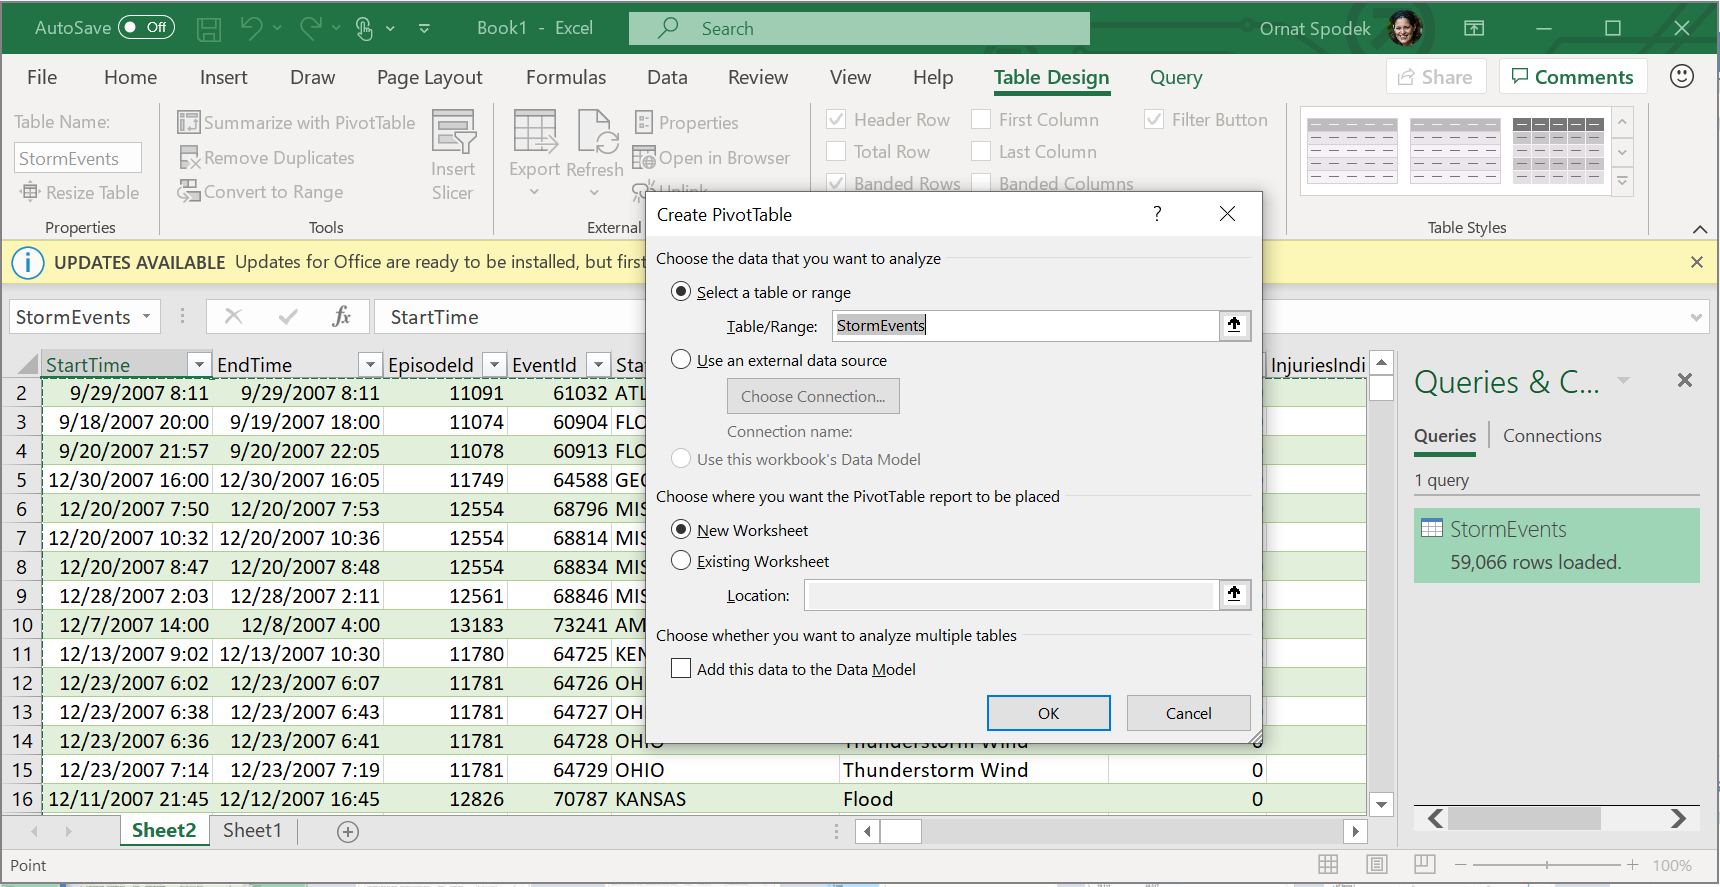 AutoSave Off Book1 - Excel Search Ornat Spodek
File Home Insert Draw Page Layout Formulas Data Review View Help Table Design Query Share Comments
Table Name:
StormEvents
Resize Table
Properties
Summarize with PivotTable
Remove Duplicates
Convert to Range
Tools
Insert
Slicer
Export Refresh
Properties
Open in Browser
Unlink
External
Header Row First Column Filter Button
Total Row Last Column
Banded Rows Banded Columns
Table Styles
UPDATES AVAILABLE Updates for Office are ready to be installed, but first
StormEvents fx StartTime
StartTime EndTime EpisodeId EventId Stat InjuriesIndi
2 9/29/2007 8:11 9/29/2007 8:11 11091 61032 ATL
3 9/18/2007 20:00 9/19/2007 18:00 11074 60904 FLO
4 9/20/2007 21:57 9/20/2007 22:05 11078 60913 FLO
5 12/30/2007 16:00 12/30/2007 16:05 11749 64588 GEO
6 12/20/2007 7:50 12/20/2007 7:53 12554 68796 MIS
7 12/20/2007 10:32 12/20/2007 10:36 12554 68814 MIS
8 12/20/2007 8:47 12/20/2007 8:48 12554 68834 MIS
9 12/28/2007 2:03 12/28/2007 2:11 12561 68846 MIS
10 12/7/2007 14:00 12/8/2007 4:00 13183 73241 AM
11 12/13/2007 9:02 12/13/2007 10:30 11780 64725 KEN
12 12/23/2007 6:02 12/23/2007 6:07 11781 64726 OH
13 12/23/2007 6:38 12/23/2007 6:43 11781 64727 OH
14 12/23/2007 6:36 12/23/2007 6:41 11781 64728 OHIO Thunderstorm Wind 0
15 12/23/2007 7:14 12/23/2007 7:19 11781 64729 OHIO Thunderstorm Wind 0
16 12/11/2007 21:45 12/12/2007 16:45 12826 70787 KANSAS Flood 0
Create PivotTable ?
Choose the data that you want to analyze
Select a table or range
Table/Range: StormEvents
Use an external data source
Choose Connection...
Connection name:
Use this workbook's Data Model
Choose where you want the PivotTable report to be placed
New Worksheet
Existing Worksheet
Location:
Choose whether you want to analyze multiple tables
Add this data to the Data Model
OK Cancel
Queries & C...
Queries Connections
1 query
StormEvents
59,066 rows loaded.
Sheet2 Sheet1
Point 100%